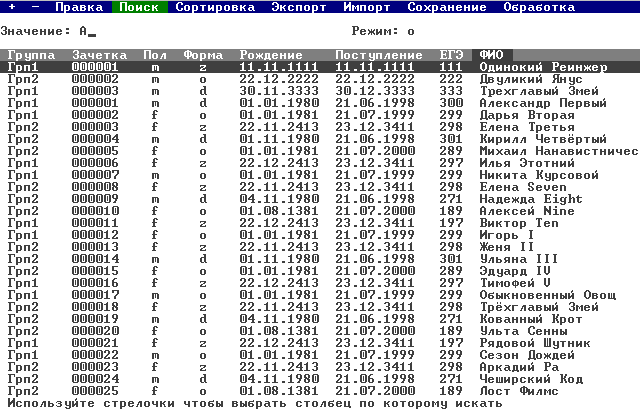 + - Правка Поиск Сортировка Экспорт Импорт Сохранение Обработка
Значение: А_ Режим: o
Группа Зачетка Пол Форма Рождение Поступление ЕГЭ ФИО
Грп1 000001 m z 11.11.1111 11.11.1111 111 Одинокий Реинжер
Грп2 000002 m o 22.12.2222 22.12.2222 222 Двуликий Янус
Грп2 000003 m d 30.11.3333 30.12.3333 333 Трехглавый Змей
Грп1 000001 m d 01.01.1980 21.06.1998 300 Александр Первый
Грп1 000002 f o 01.01.1981 21.07.1999 299 Дарья Вторая
Грп2 000003 f z 22.11.2413 23.12.3411 298 Елена Третья
Грп2 000004 m d 01.11.1980 21.06.1998 301 Кирилл Четвёртый
Грп2 000005 f o 01.01.1981 21.07.2000 289 Михаил Нанавистничес
Грп1 000006 f z 22.12.2413 23.12.3411 297 Илья Этотний
Грп1 000007 m o 01.01.1981 21.07.1999 299 Никита Курсовой
Грп2 000008 f z 22.11.2413 23.12.3411 298 Елена Seven
Грп2 000009 m d 04.11.1980 21.06.1998 271 Надежда Eight
Грп2 000010 f o 01.08.1381 21.07.2000 189 Алексей Nine
Грп1 000011 f z 22.12.2413 23.12.3411 197 Виктор Ten
Грп1 000012 f o 01.01.1981 21.07.1999 299 Игорь I
Грп2 000013 f z 22.11.2413 23.12.3411 298 Женя II
Грп2 000014 m d 01.11.1980 21.06.1998 301 Ульяна III
Грп2 000015 f o 01.01.1981 21.07.2000 289 Эдуард IV
Грп1 000016 f z 22.12.2413 23.12.3411 297 Тимофей V
Грп1 000017 m o 01.01.1981 21.07.1999 299 Обыкновенный Овощ
Грп2 000018 f z 22.11.2413 23.12.3411 298 Трёхглавый Змей
Грп2 000019 m d 04.11.1980 21.06.1998 271 Кованный Крот
Грп2 000020 f o 01.08.1381 21.07.2000 189 Ульта Сенны
Грп1 000021 f z 22.12.2413 23.12.3411 197 Рядовой Шутник
Грп1 000022 m o 01.01.1981 21.07.1999 299 Сезон Дождей
Грп2 000023 f z 22.11.2413 23.12.3411 298 Аркадий Ра
Грп2 000024 m d 04.11.1980 21.06.1998 271 Чеширский Код
Грп2 000025 f o 01.08.1381 21.07.2000 189 Лост Филмс
Используйте стрелочки чтобы выбрать столбец по которому искать